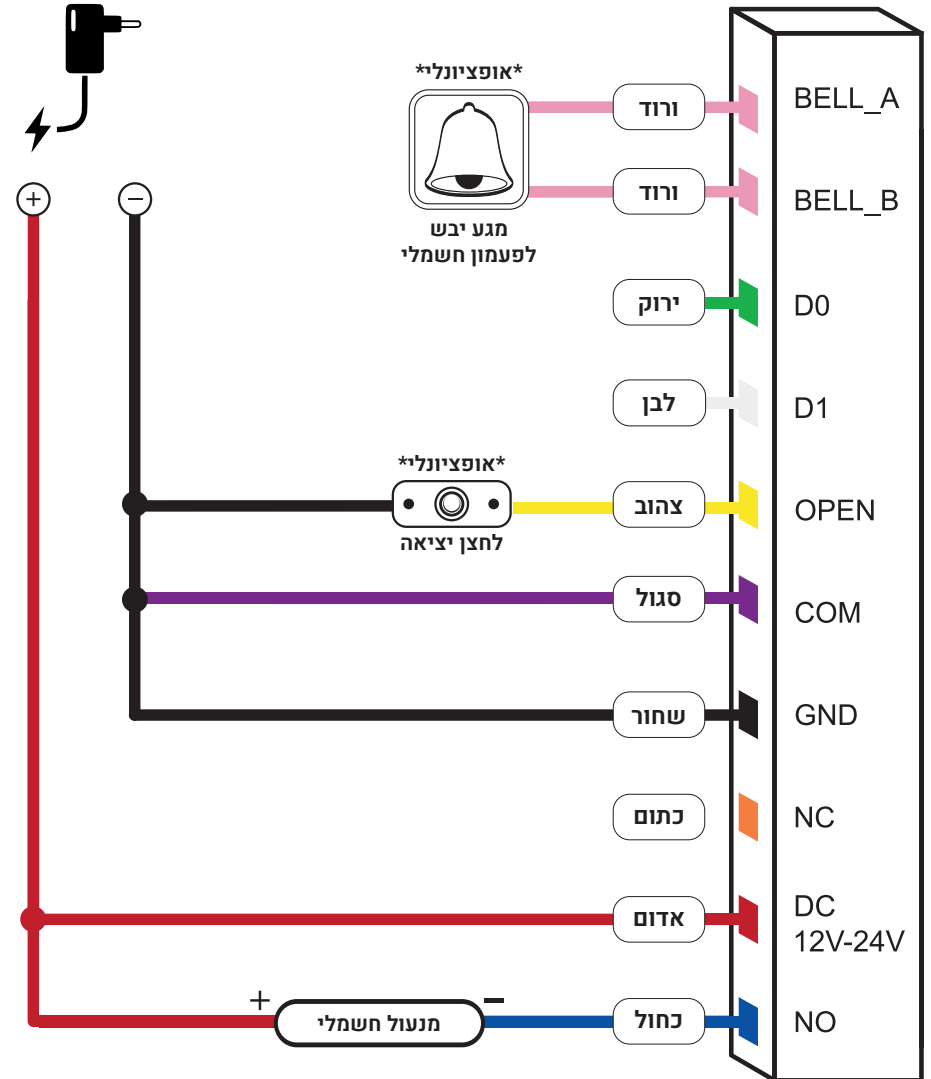 *אופציונלי*
ורוד
BELL_A
ורוד
BELL_B
מגע יבש
לפעמון חשמלי
+
−
ירוק
D0
לבן
D1
*אופציונלי*
צהוב
OPEN
לחצן יציאה
סגול
COM
שחור
GND
כתום
NC
אדום
DC
12V-24V
+
−
מנעול חשמלי
כחול
NO